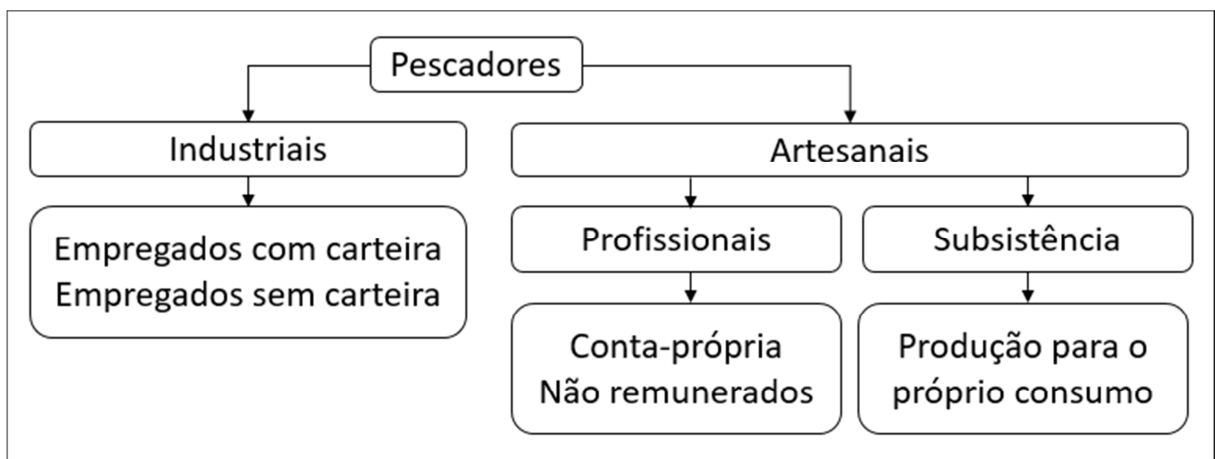 Pescadores
Industriais
Artesanais
Empregados com carteira
Empregados sem carteira
Profissionais
Subsistência
Conta-própria
Não remunerados
Produção para o
próprio consumo